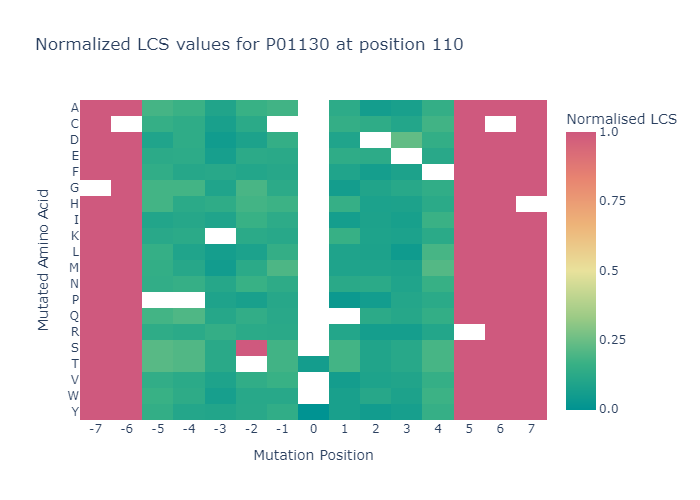 Normalized LCS values for P01130 at position 110
Normalised LCS
Mutated Amino Acid
A
C
D
E
F
G
H
I
K
L
M
N
P
Q
R
S
T
V
W
Y
1.0
0.75
0.5
0.25
0.0
-7 -6 -5 -4 -3 -2 -1 0 1 2 3 4 5 6 7
Mutation Position